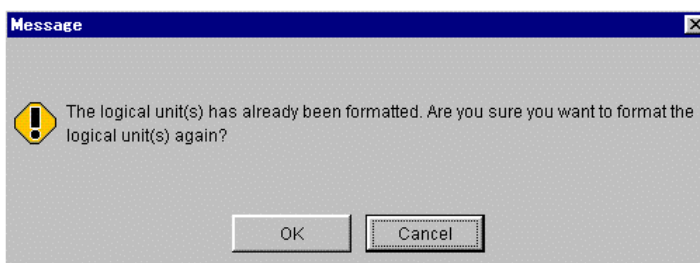 Message
The logical unit(s) has already been formatted. Are you sure you want to format the
logical unit(s) again?
OK
Cancel